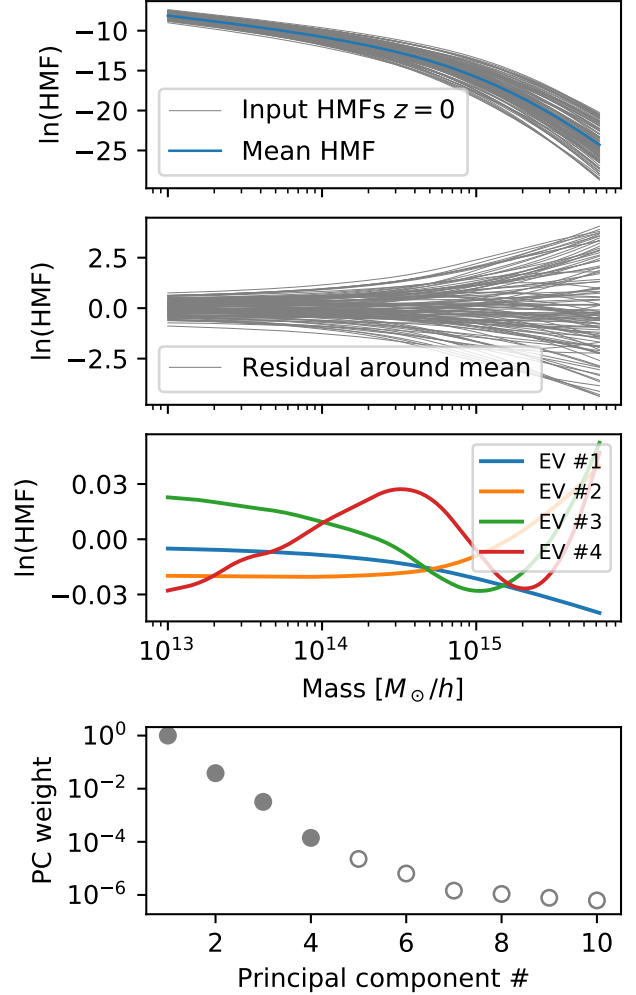 −10
−15
−20
−25
ln(HMF)
Input HMFs z = 0
Mean HMF
2.5
0.0
−2.5
ln(HMF)
Residual around mean
0.03
0.00
−0.03
ln(HMF)
EV #1
EV #2
EV #3
EV #4
10^13 10^14 10^15
Mass [M_⊙/h]
10^0
10^−2
10^−4
10^−6
PC weight
2 4 6 8 10
Principal component #